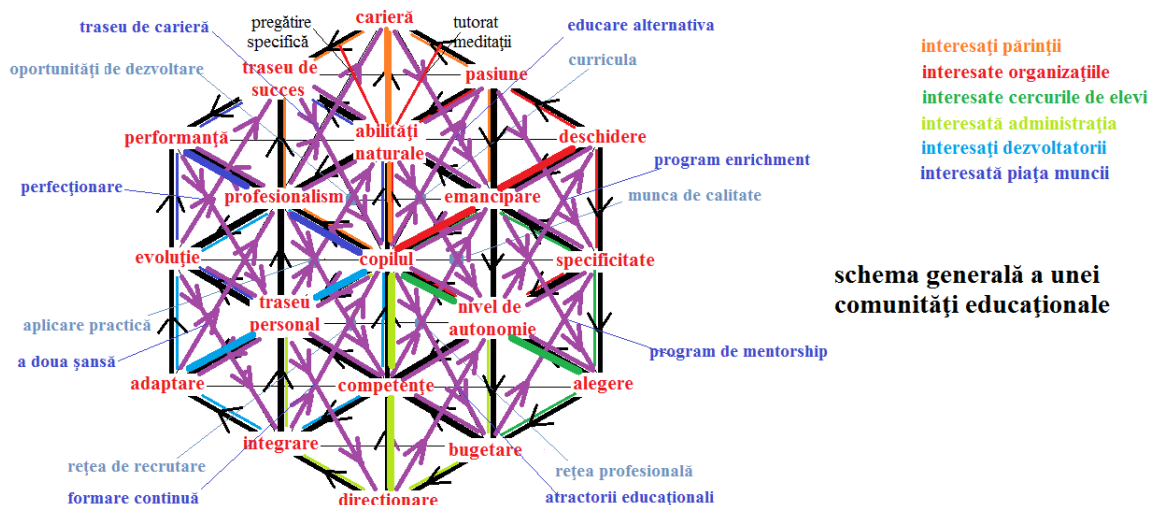 carieră
traseu de carieră
pregătire
specifică
tutorat
meditații
educare alternativa
oportunități de dezvoltare
traseu de
succes
pasiune
curricula
performanță
abilități
naturale
deschidere
program enrichment
perfecționare
profesionalism
emancipare
munca de calitate
evoluție
copilul
specificitate
traseu
personal
nivel de
autonomie
aplicare practică
a doua șansă
program de mentorship
adaptare
competențe
alegere
integrare
bugetare
rețea de recrutare
rețea profesională
formare continuă
direcționare
atractorii educaționali
interesați părinții
interesate organizațiile
interesate cercurile de elevi
interesată administrația
interesați dezvoltatorii
interesată piața muncii
schema generală a unei
comunități educaționale